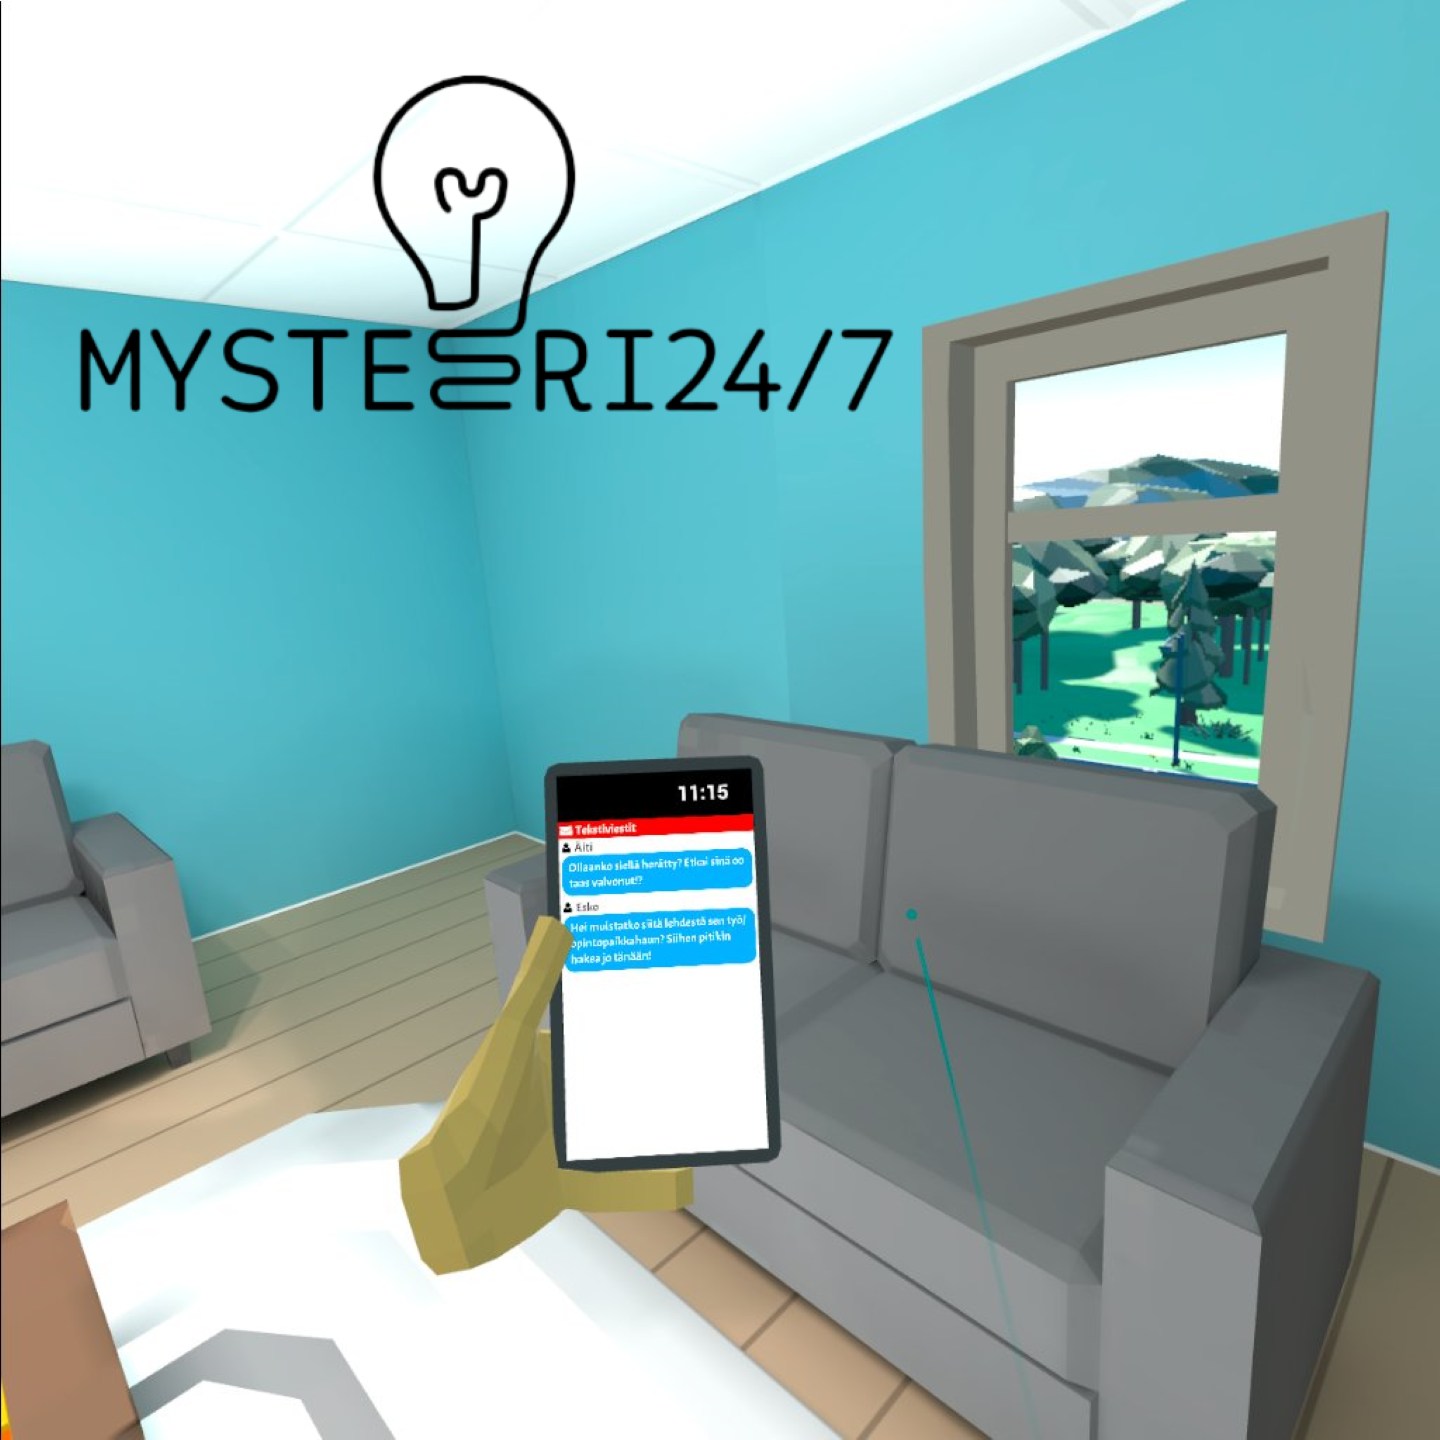 MYSTEERI24/7
11:15
Tekstiviestit
Äiti
Ollaanko siellä herätty? Etkai sinä oo
taas valvonut!?
Esko
Hei muistatko siitä lehdestä sen työ/
opintopaikkahaun? Siihen pitikin
hakea jo tänään!